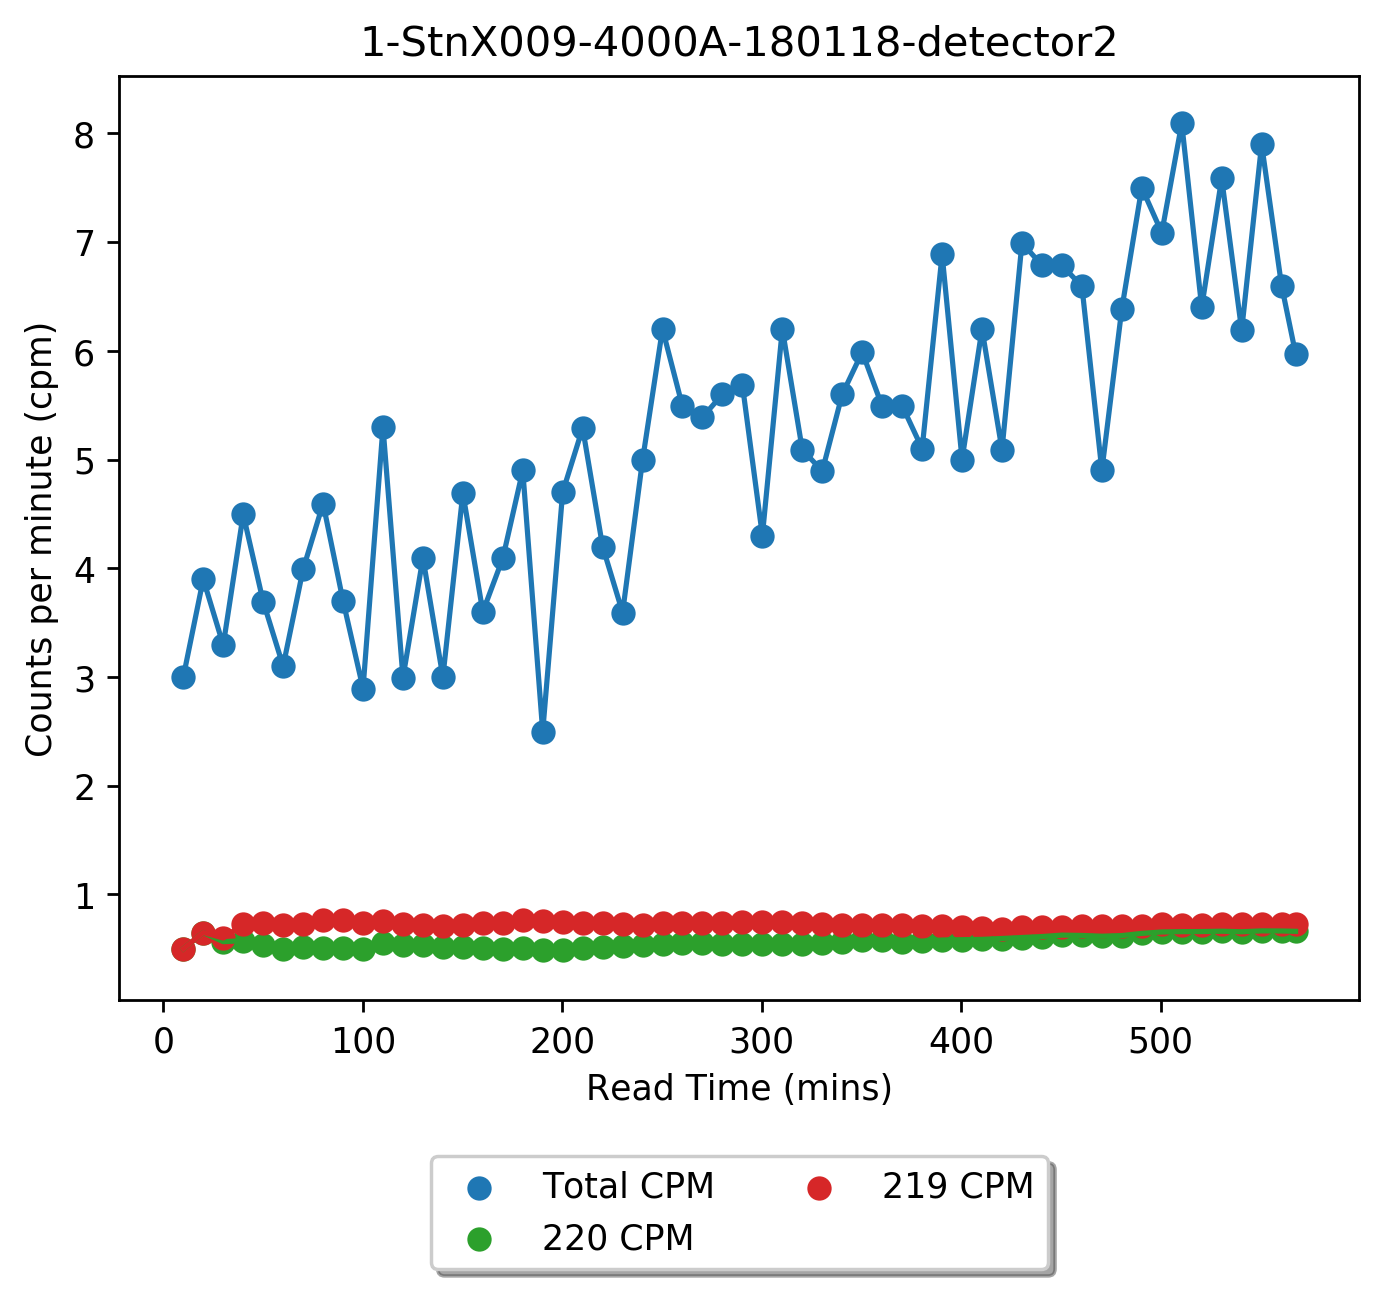 1-StnX009-4000A-180118-detector2
8
7
6
5
4
3
2
1
Counts per minute (cpm)
0 100 200 300 400 500
Read Time (mins)
Total CPM 219 CPM
220 CPM